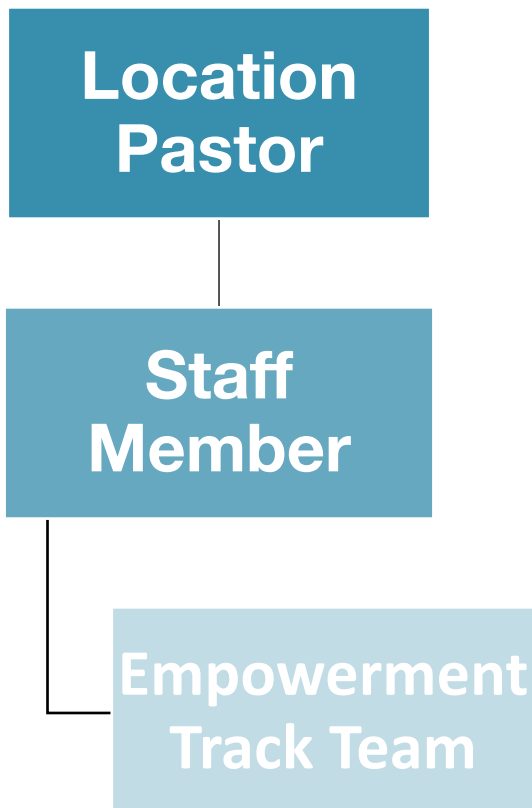 Location
Pastor
Staff
Member
Empowerment
Track Team